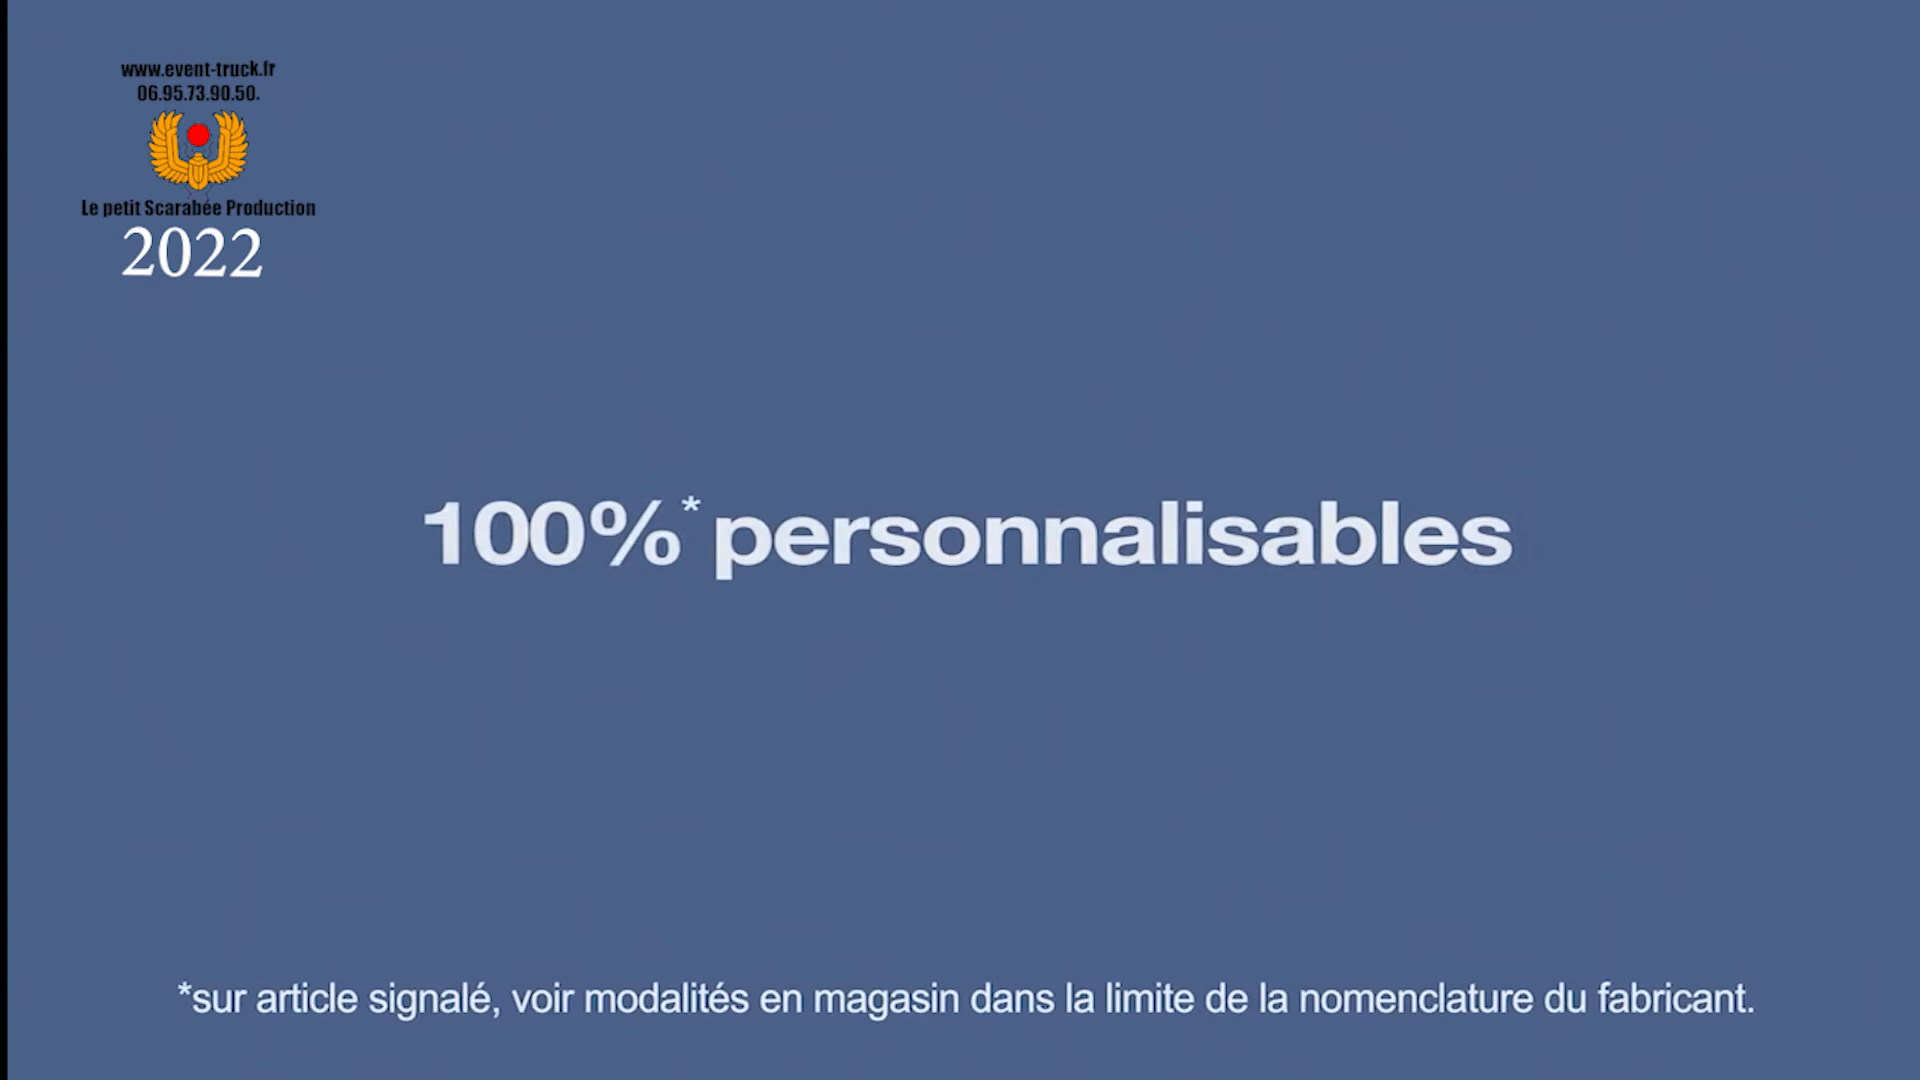 www.event-truck.fr
06.95.73.90.50.
Le petit Scarabée Production
2022
100%* personnalisables
*sur article signalé, voir modalités en magasin dans la limite de la nomenclature du fabricant.